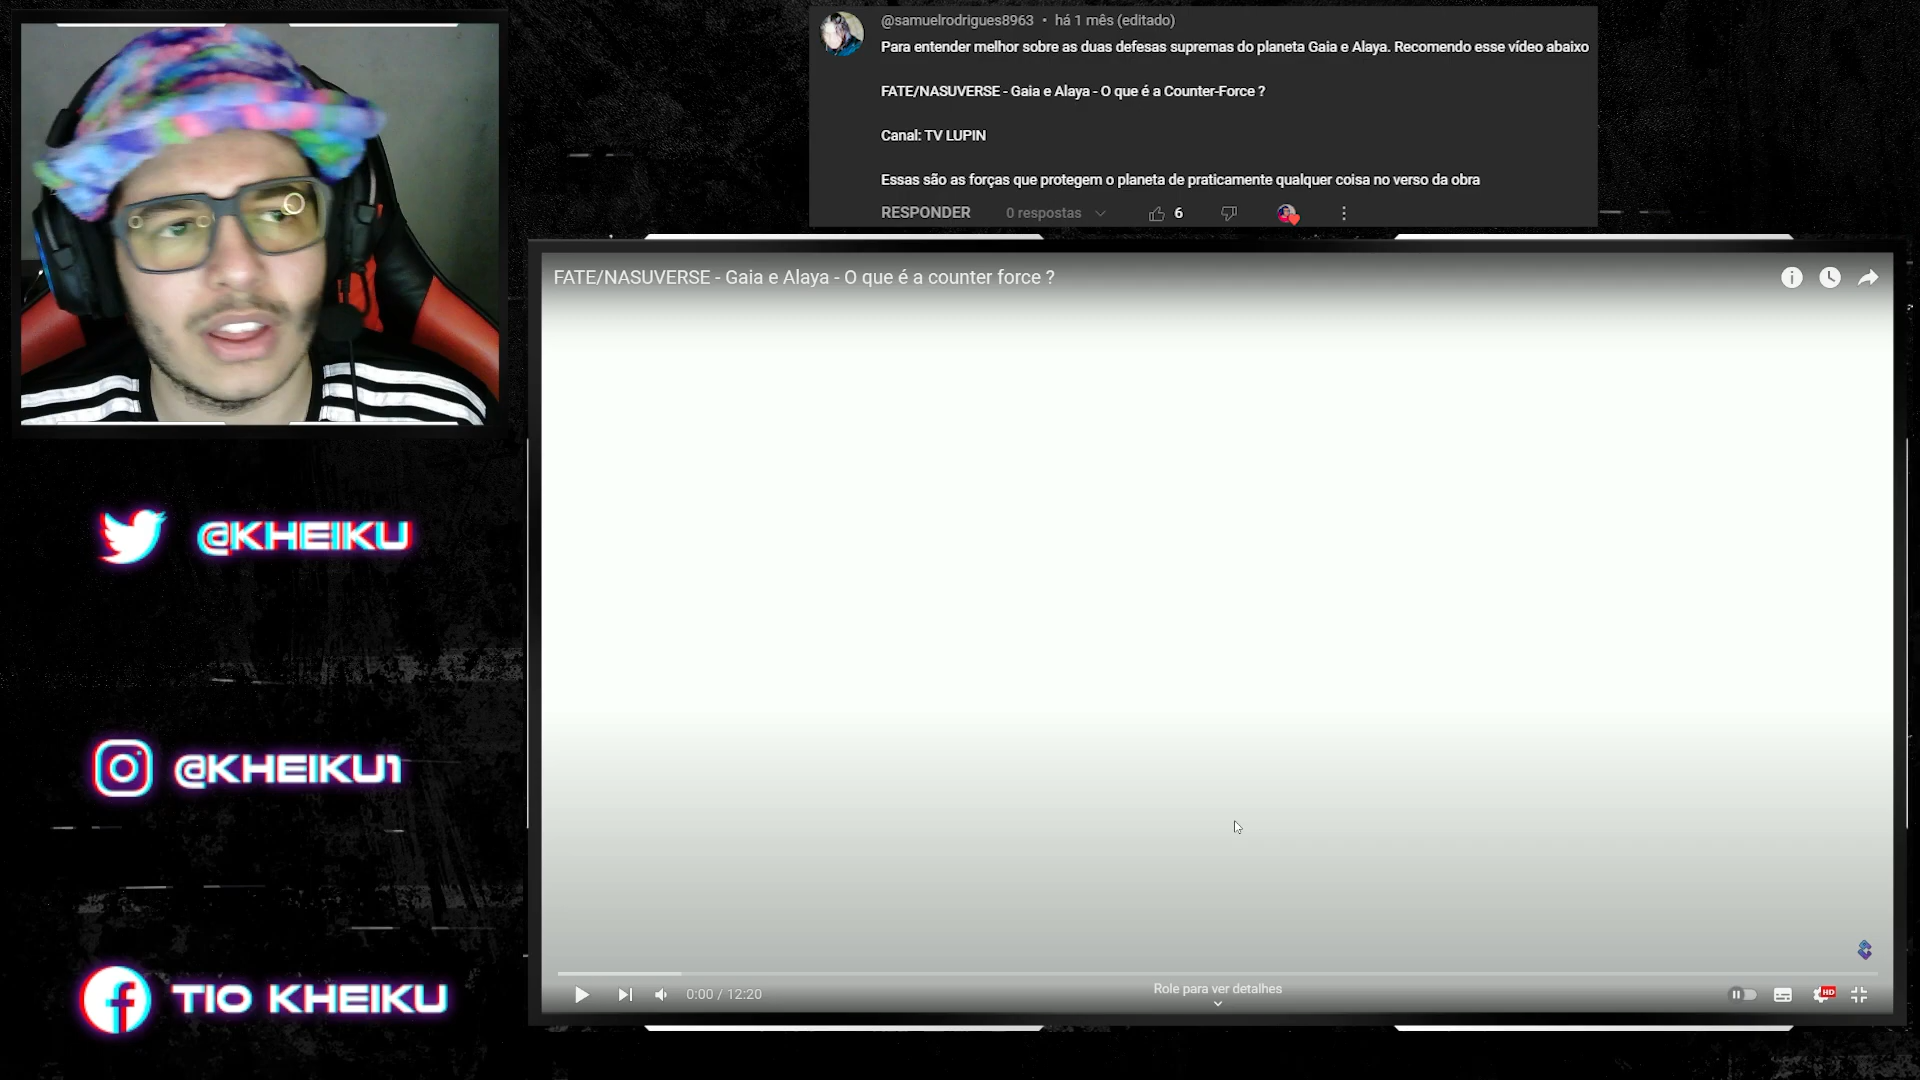 @samuelrodrigues8963 • há 1 mês (editado)
Para entender melhor sobre as duas defesas supremas do planeta Gaia e Alaya. Recomendo esse vídeo abaixo
FATE/NASUVERSE - Gaia e Alaya - O que é a Counter-Force ?
Canal: TV LUPIN
Essas são as forças que protegem o planeta de praticamente qualquer coisa no verso da obra
RESPONDER 0 respostas 6
FATE/NASUVERSE - Gaia e Alaya - O que é a counter force ?
@KHEIKU
@KHEIKU1
TIO KHEIKU
0:00 / 12:20
Role para ver detalhes
HD